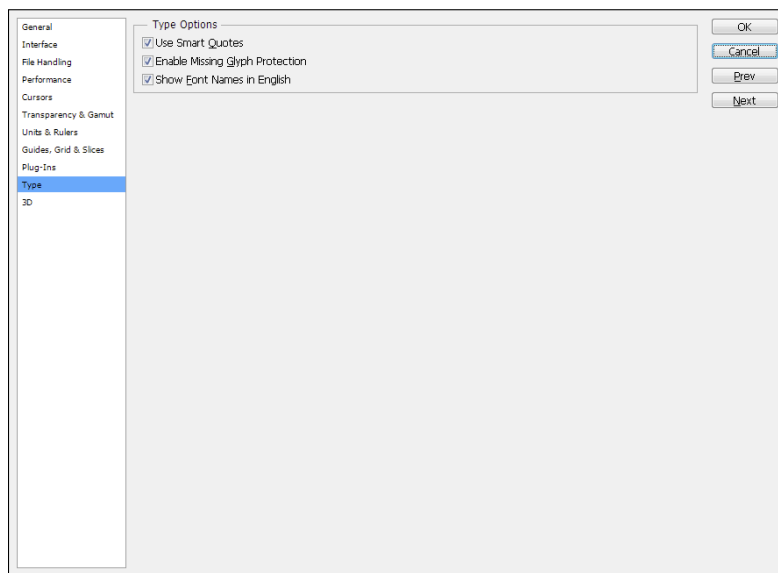 General
Interface
File Handling
Performance
Cursors
Transparency & Gamut
Units & Rulers
Guides, Grid & Slices
Plug-Ins
Type
3D
Type Options
Use Smart Quotes
Enable Missing Glyph Protection
Show Font Names in English
OK
Cancel
Prev
Next